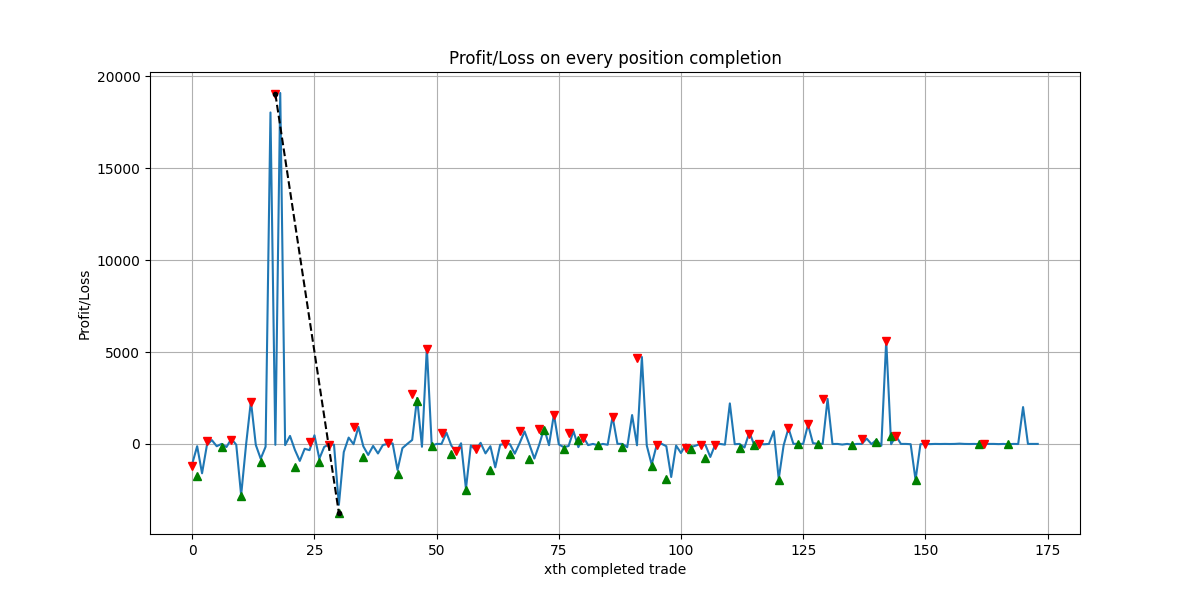 Profit/Loss on every position completion
20000
15000
10000
5000
0
Profit/Loss
0 25 50 75 100 125 150 175
xth completed trade